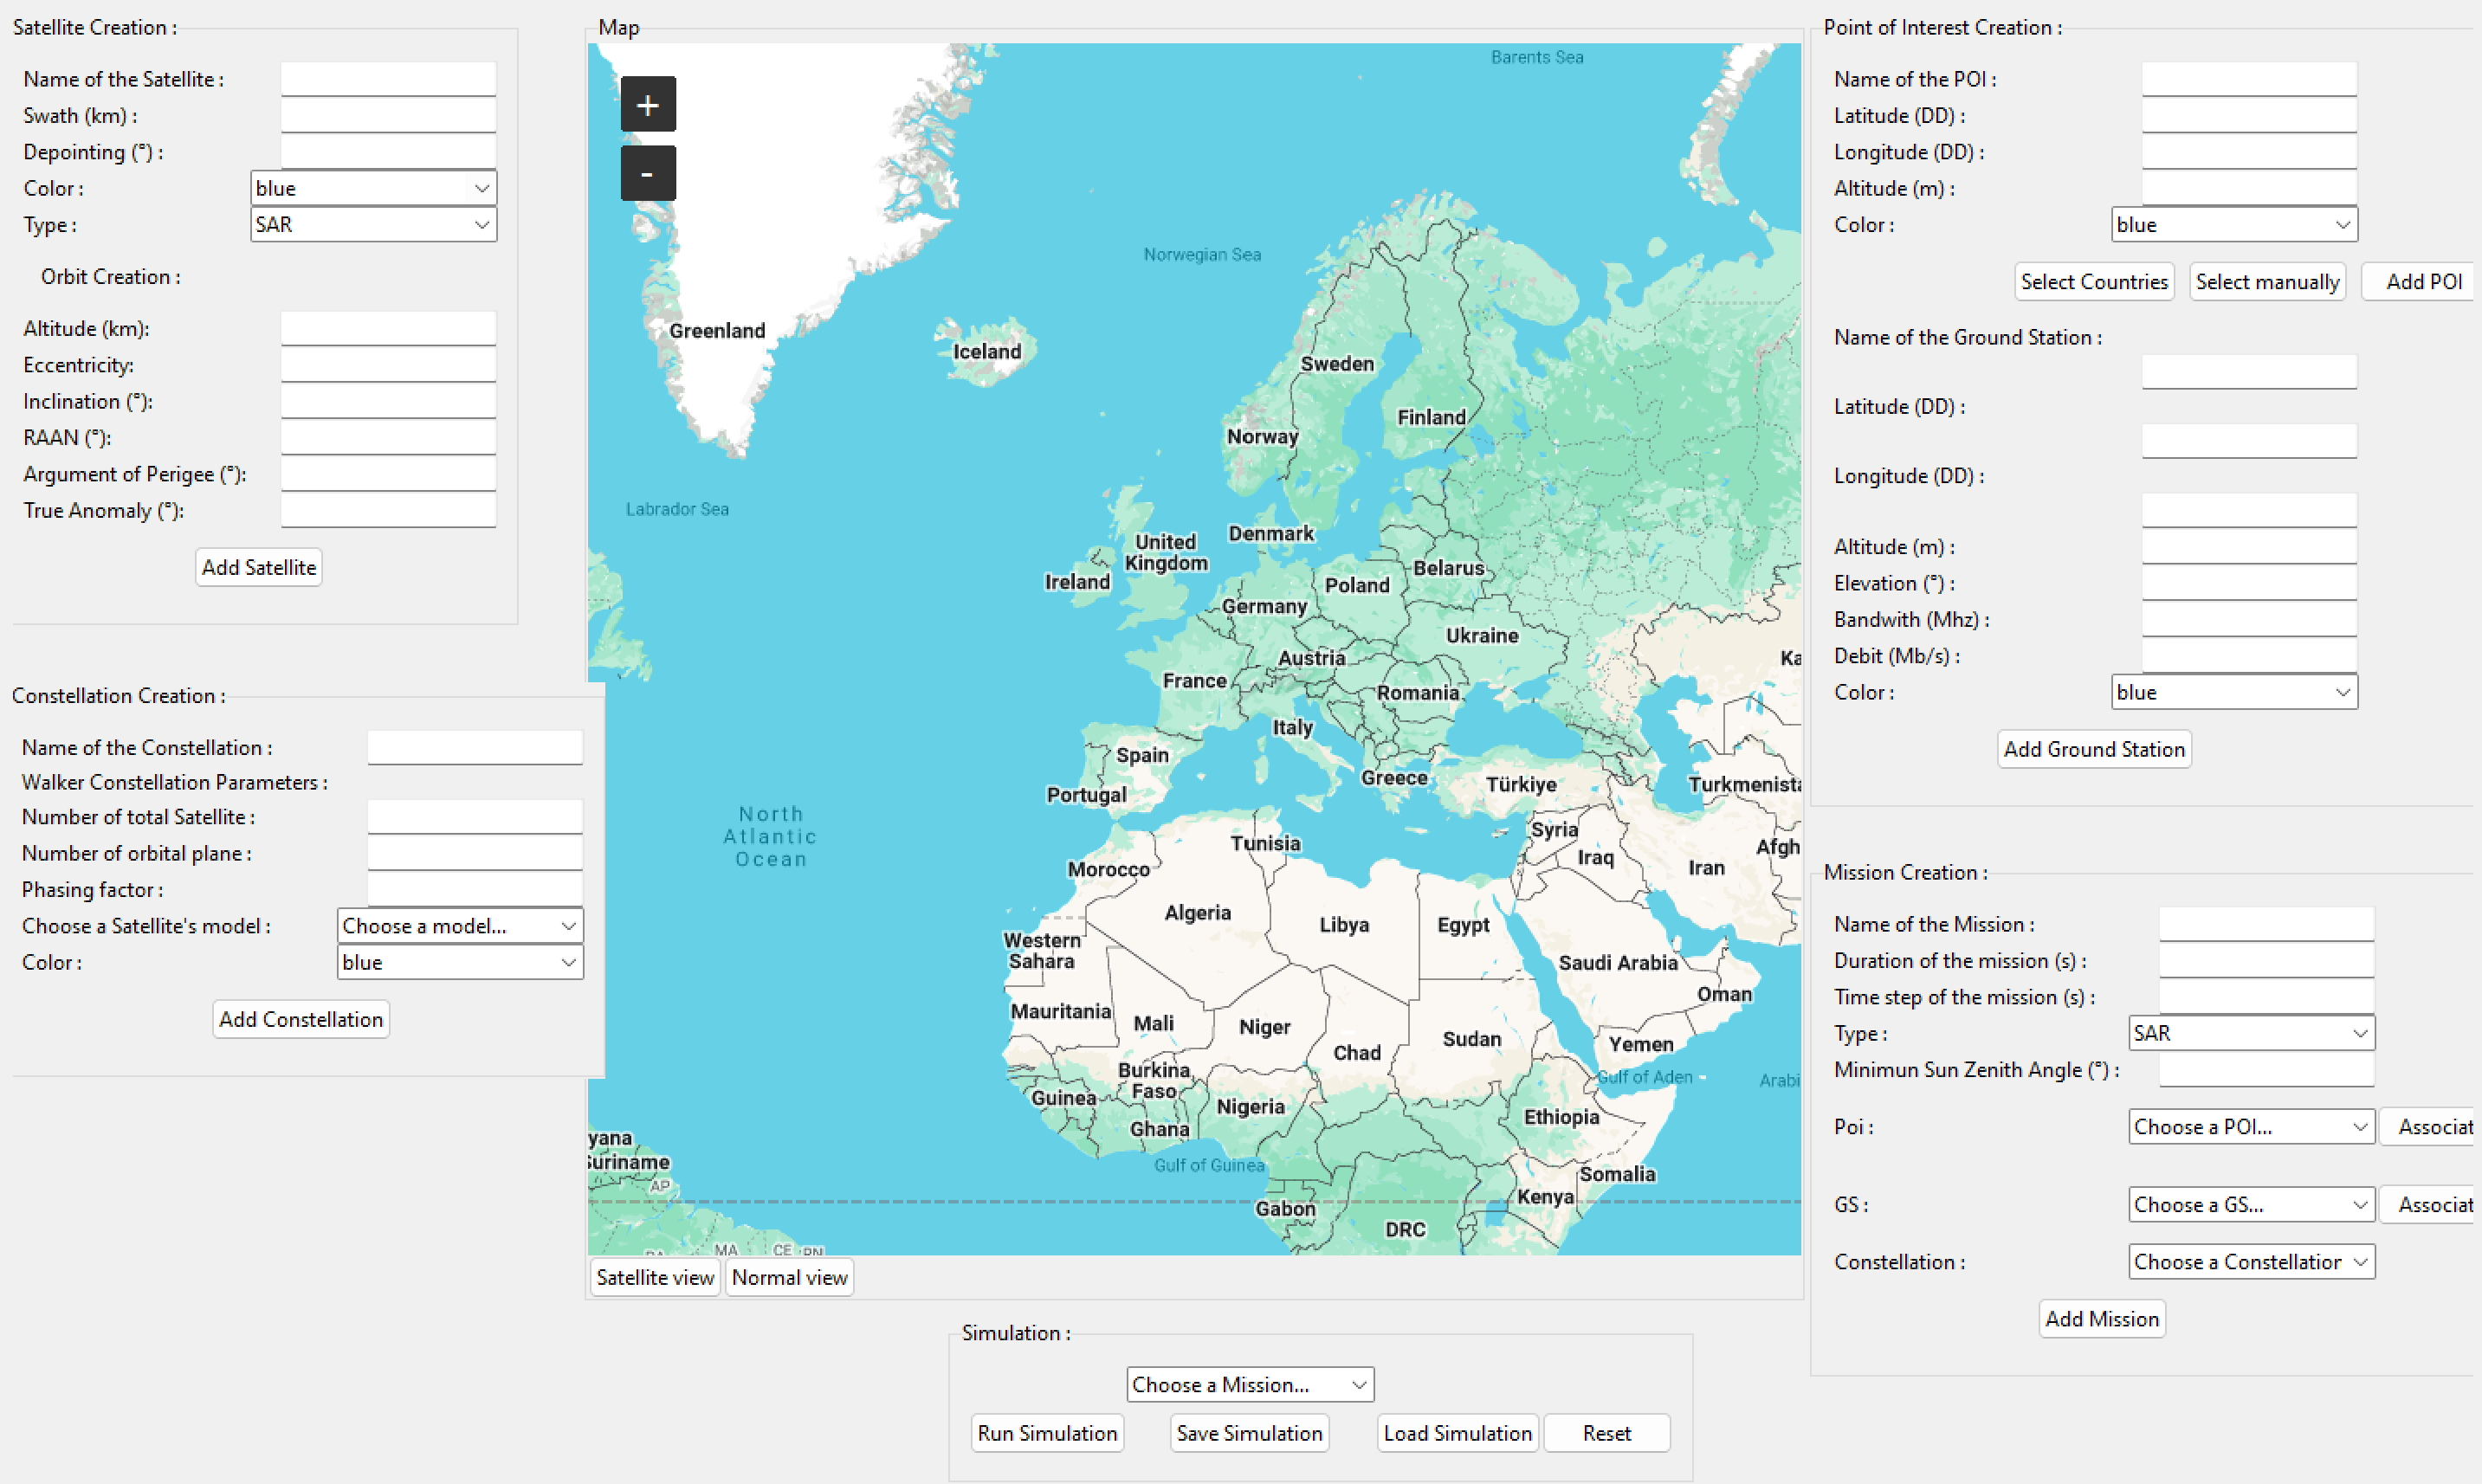 Satellite Creation :
Name of the Satellite :
Swath (km) :
Depointing (°) :
Color :
blue
Type :
SAR
Orbit Creation :
Altitude (km):
Eccentricity:
Inclination (°):
RAAN (°):
Argument of Perigee (°):
True Anomaly (°):
Add Satellite
Constellation Creation :
Name of the Constellation :
Walker Constellation Parameters :
Number of total Satellite :
Number of orbital plane :
Phasing factor :
Choose a Satellite's model :
Choose a model...
Color :
blue
Add Constellation
Map
+
-
Barents Sea
Norwegian Sea
Greenland
Iceland
Sweden
Finland
Norway
Labrador Sea
Denmark
United
Kingdom
Ireland
Belarus
Poland
Germany
Ukraine
Austria
Ka
France
Romania
Italy
Spain
Greece
Türkiye
Turkmenista
Portugal
North
Atlantic
Ocean
Syria
Tunisia
Afgh
Iraq
Iran
Morocco
Algeria
Libya
Egypt
Western
Sahara
Saudi Arabia
Oman
Mauritania
Mali
Niger
Sudan
Yemen
Chad
Burkina
Faso
Gulf of Aden
Arabi
Guinea
Nigeria
Ethiopia
Ghana
yana
Suriname
Gulf of Guinea
Somalia
AP
Kenya
Gabon
DRC
PA
MA
CE
RN
Satellite view
Normal view
Simulation :
Choose a Mission...
Run Simulation
Save Simulation
Load Simulation
Reset
Point of Interest Creation :
Name of the POI :
Latitude (DD) :
Longitude (DD) :
Altitude (m) :
Color :
blue
Select Countries
Select manually
Add POI
Name of the Ground Station :
Latitude (DD) :
Longitude (DD) :
Altitude (m) :
Elevation (°) :
Bandwith (Mhz) :
Debit (Mb/s) :
Color :
blue
Add Ground Station
Mission Creation :
Name of the Mission :
Duration of the mission (s) :
Time step of the mission (s) :
Type :
SAR
Minimun Sun Zenith Angle (°) :
Poi :
Choose a POI...
Associat
GS :
Choose a GS...
Associat
Constellation :
Choose a Constellation
Add Mission